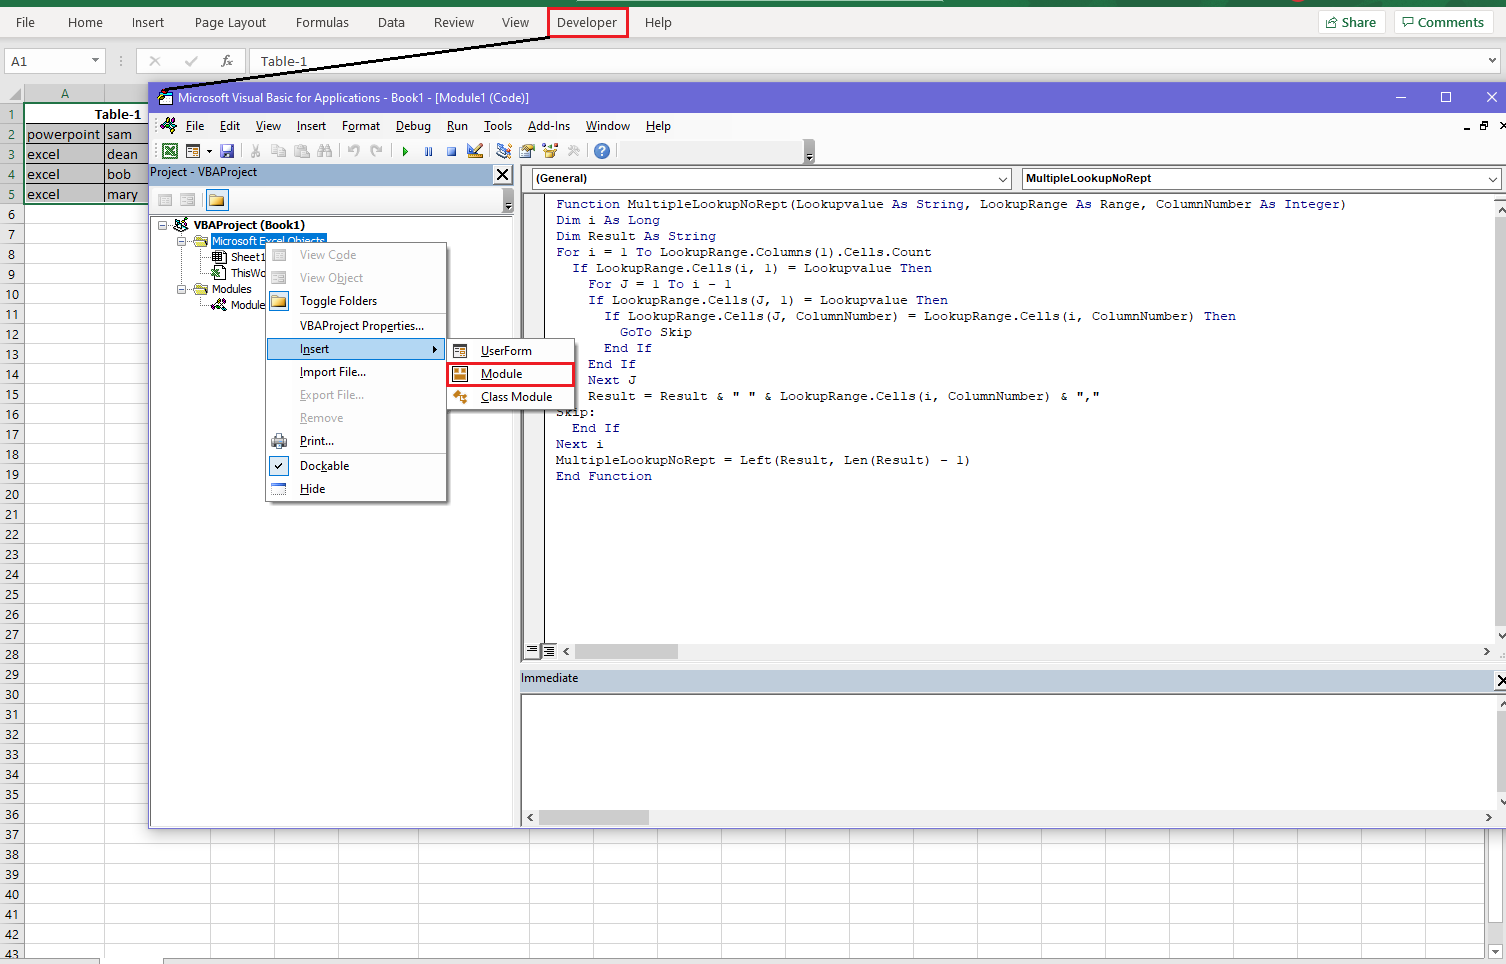 File Home Insert Page Layout Formulas Data Review View Developer Help Share Comments
A1 fx Table-1
Microsoft Visual Basic for Applications - Book1 - [Module1 (Code)]
File Edit View Insert Format Debug Run Tools Add-Ins Window Help
Project - VBAProject
VBAProject (Book1)
Microsoft Excel Objects
Sheet1
ThisWo
Modules
Module
View Code
View Object
Toggle Folders
VBAProject Properties...
Insert
Import File...
Export File...
Remove
Print...
Dockable
Hide
UserForm
Module
Class Module
(General) MultipleLookupNoRept
Function MultipleLookupNoRept(Lookupvalue As String, LookupRange As Range, ColumnNumber As Integer)
Dim i As Long
Dim Result As String
For i = 1 To LookupRange.Columns(1).Cells.Count
If LookupRange.Cells(i, 1) = Lookupvalue Then
For J = 1 To i - 1
If LookupRange.Cells(J, 1) = Lookupvalue Then
If LookupRange.Cells(J, ColumnNumber) = LookupRange.Cells(i, ColumnNumber) Then
GoTo Skip
End If
End If
Next J
Result = Result & " " & LookupRange.Cells(i, ColumnNumber) & ","
Skip:
End If
Next i
MultipleLookupNoRept = Left(Result, Len(Result) - 1)
End Function
Immediate
A
1 Table-1
2 powerpoint sam
3 excel dean
4 excel bob
5 excel mary
6
7
8
9
10
11
12
13
14
15
16
17
18
19
20
21
22
23
24
25
26
27
28
29
30
31
32
33
34
35
36
37
38
39
40
41
42
43